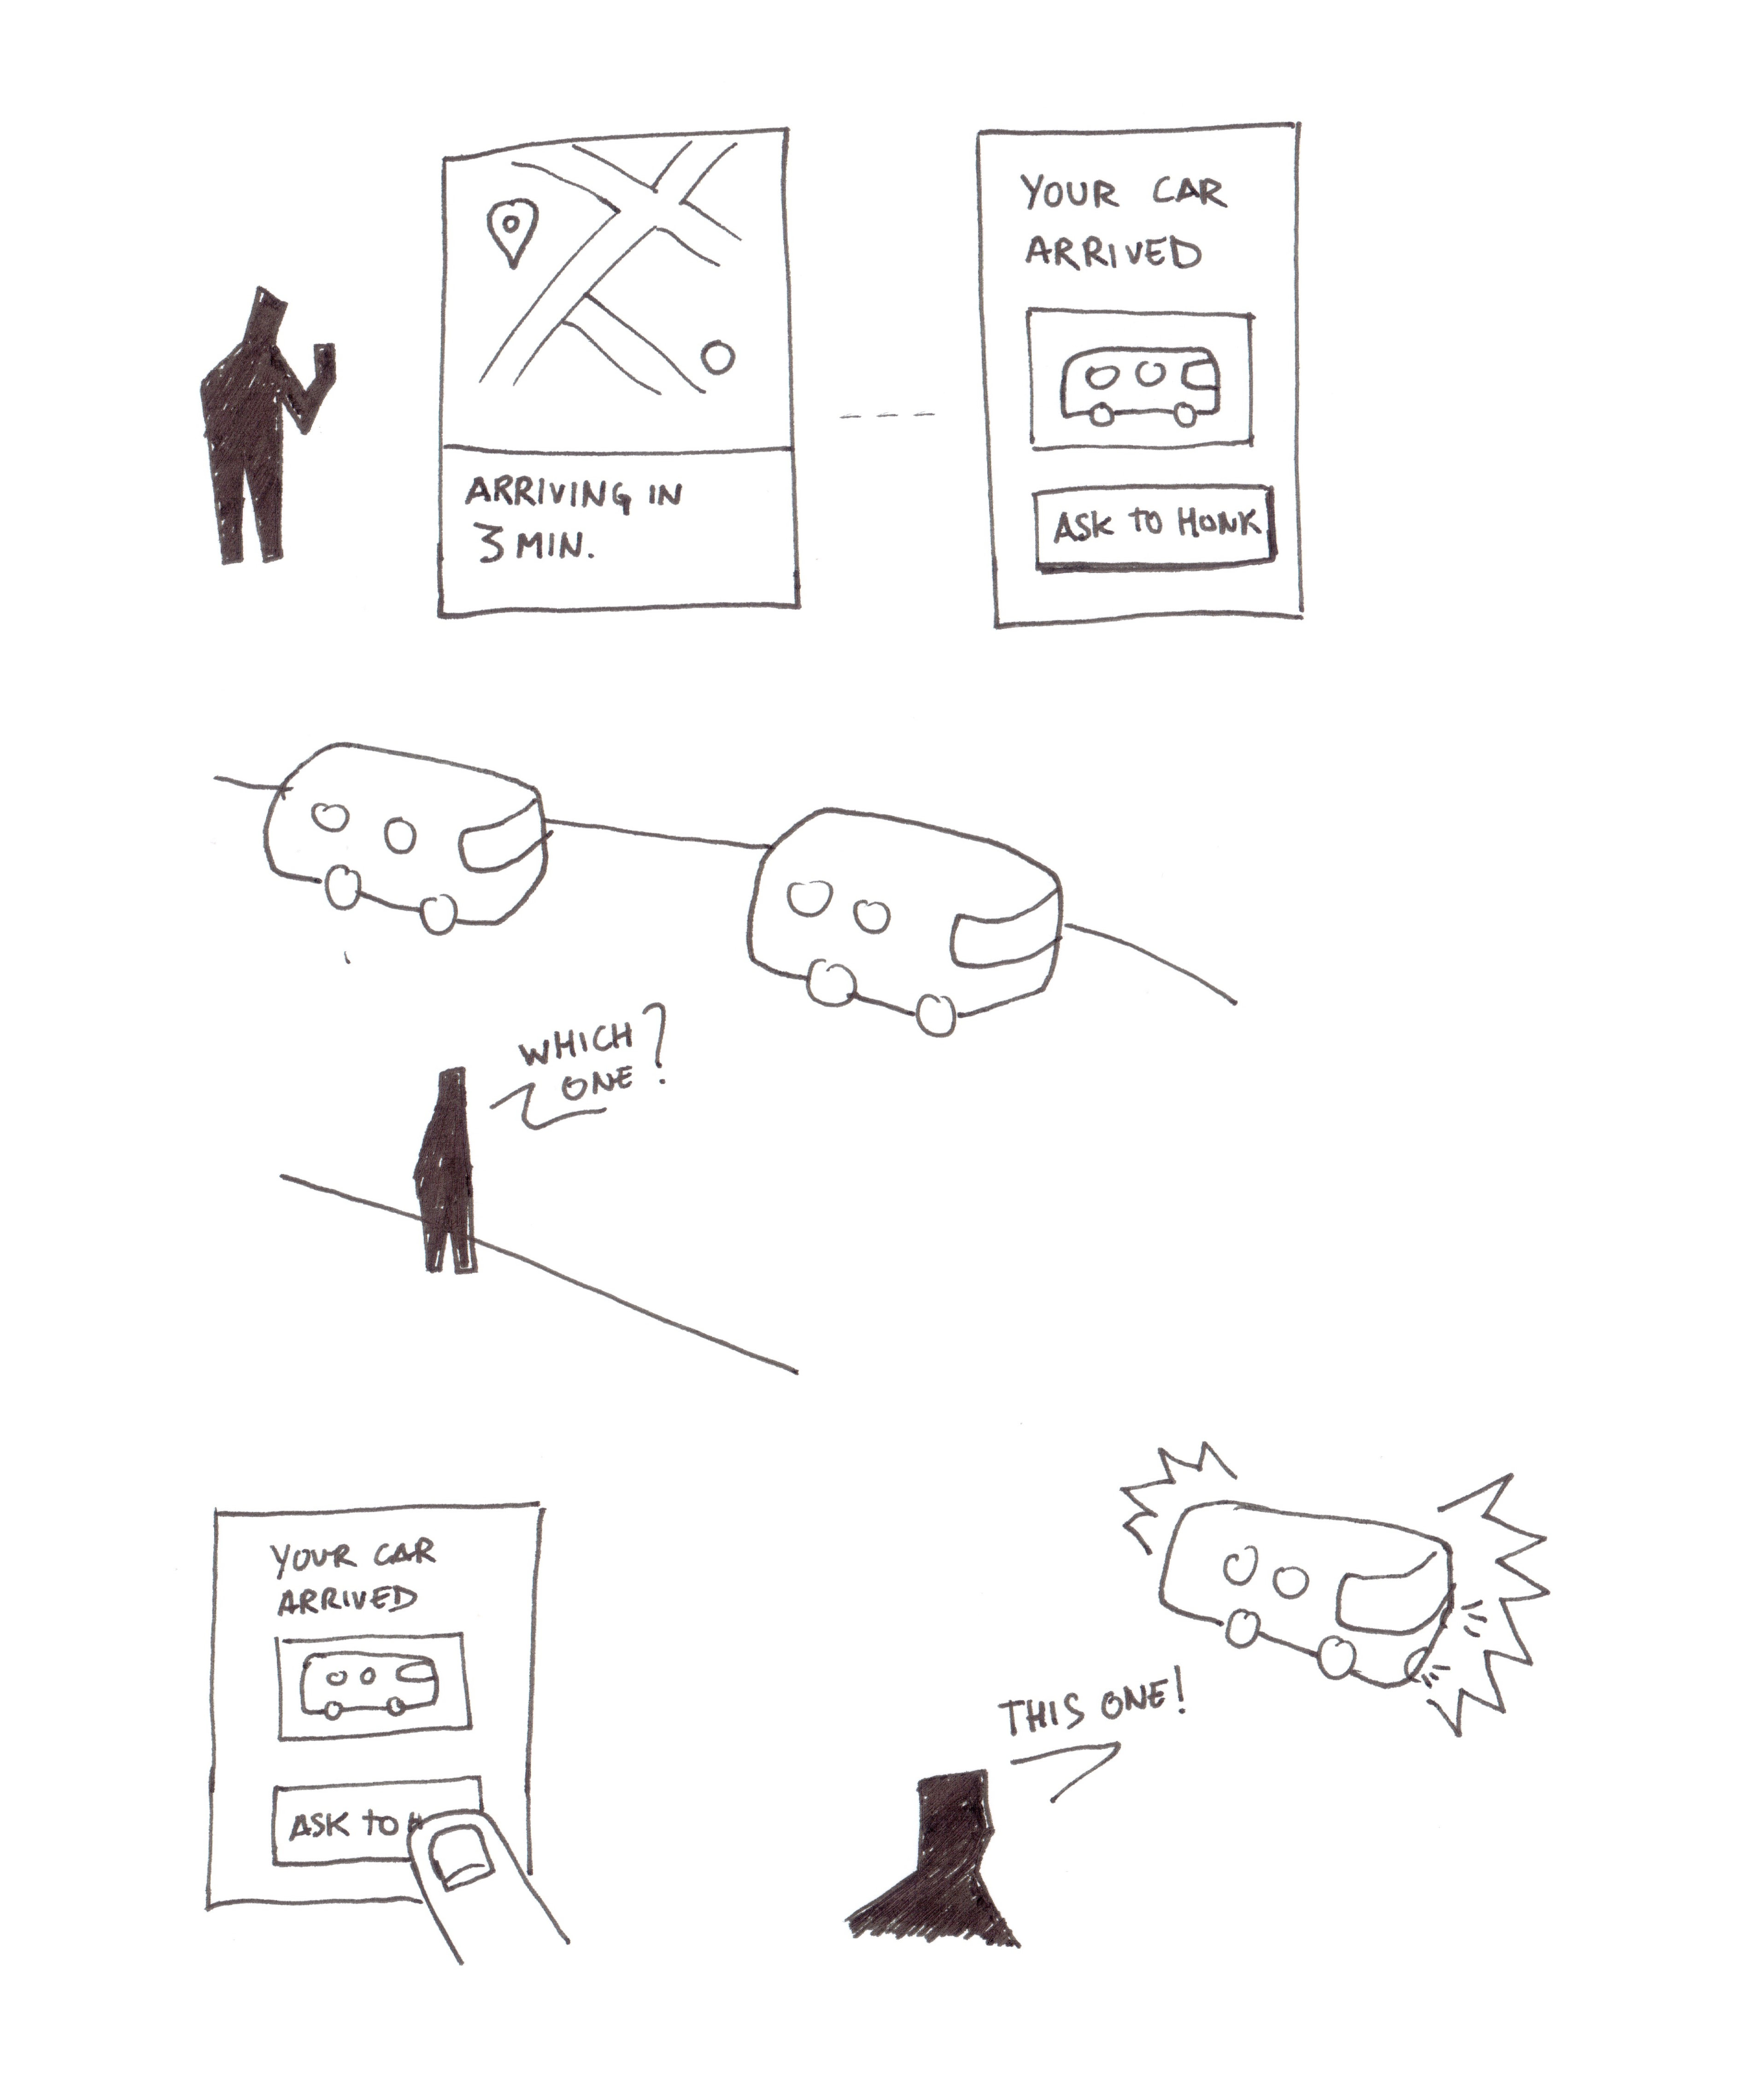 YOUR CAR
ARRIVED
ARRIVING IN
3 MIN.
ASK TO HONK
WHICH
ONE?
YOUR CAR
ARRIVED
ASK TO H
THIS ONE!